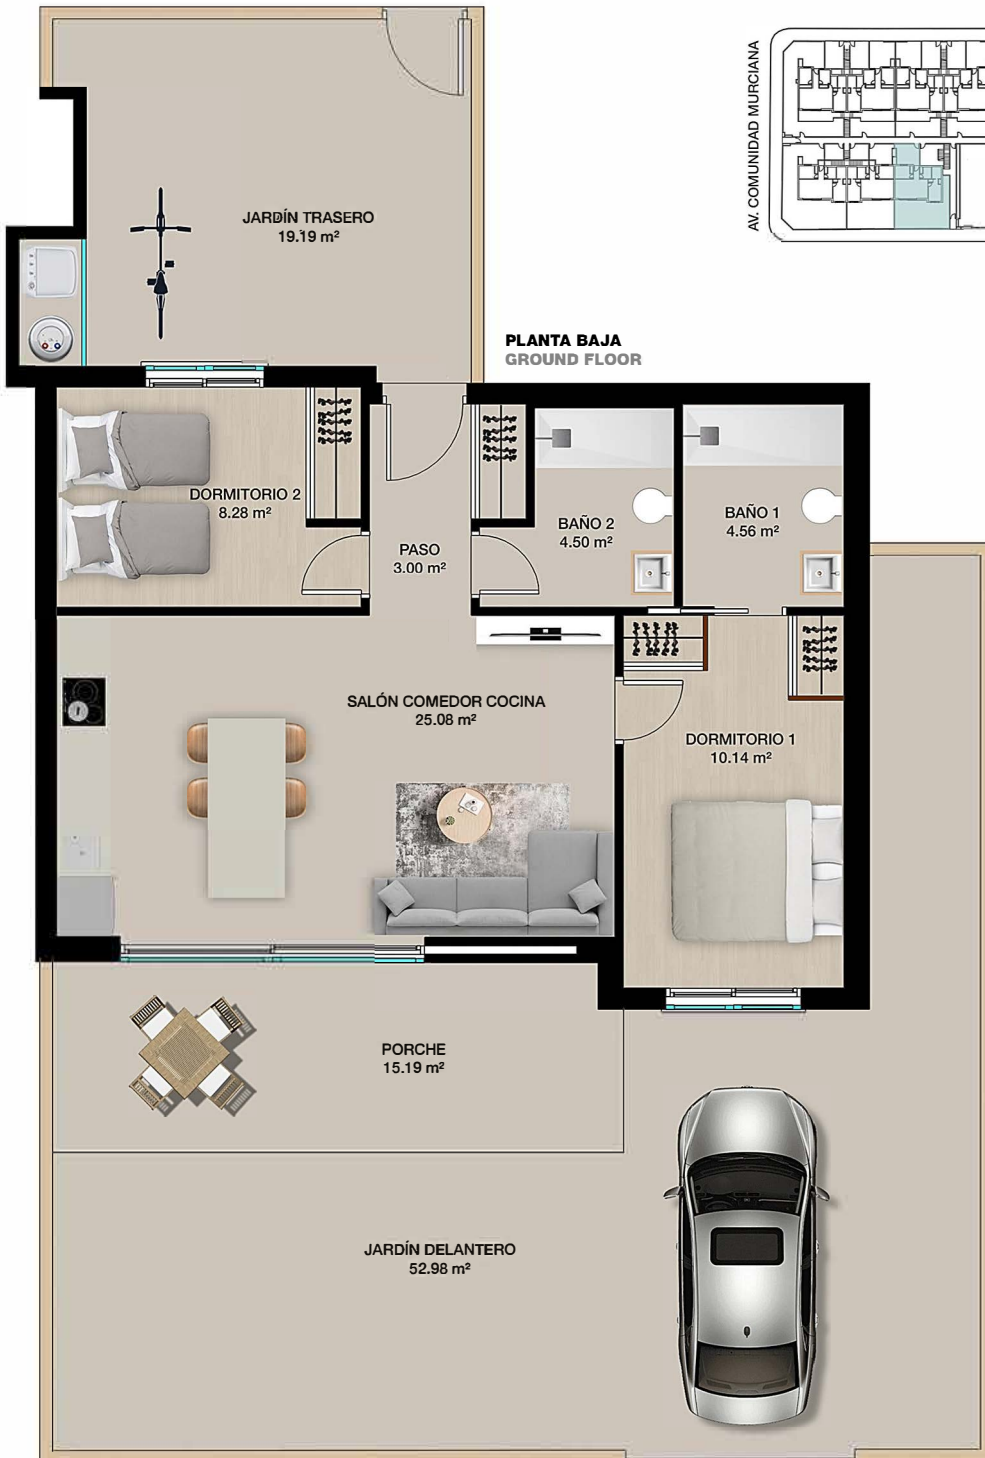 AV. COMUNIDAD MURCIANA
JARDÍN TRASERO
19.19 m²
PLANTA BAJA
GROUND FLOOR
DORMITORIO 2
8.28 m²
PASO
3.00 m²
BAÑO 2
4.50 m²
BAÑO 1
4.56 m²
SALÓN COMEDOR COCINA
25.08 m²
DORMITORIO 1
10.14 m²
PORCHE
15.19 m²
JARDÍN DELANTERO
52.98 m²